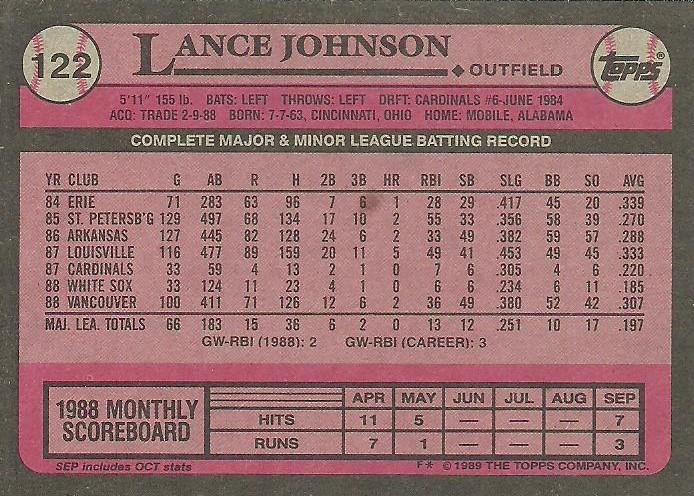 122 LANCE JOHNSON Topps®
◆ OUTFIELD
5'11" 155 lb. BATS: LEFT THROWS: LEFT DRFT: CARDINALS #6-JUNE 1984
ACQ: TRADE 2-9-88 BORN: 7-7-63, CINCINNATI, OHIO HOME: MOBILE, ALABAMA
COMPLETE MAJOR & MINOR LEAGUE BATTING RECORD
YR CLUB G AB R H 2B 3B HR RBI SB SLG BB SO AVG
84 ERIE 71 283 63 96 7 6 1 28 29 .417 45 20 .339
85 ST. PETERSB'G 129 497 68 134 17 10 2 55 33 .356 58 39 .270
86 ARKANSAS 127 445 82 128 24 6 2 33 49 .382 59 57 .288
87 LOUISVILLE 116 477 89 159 20 11 5 49 41 .453 49 45 .333
87 CARDINALS 33 59 4 13 2 1 0 7 6 .305 4 6 .220
88 WHITE SOX 33 124 11 23 4 1 0 6 6 .234 6 11 .185
88 VANCOUVER 100 411 71 126 12 6 2 36 49 .380 52 42 .307
MAJ. LEA. TOTALS 66 183 15 36 6 2 0 13 12 .251 10 17 .197
GW-RBI (1988): 2 GW-RBI (CAREER): 3
1988 MONTHLY SCOREBOARD
APR MAY JUN JUL AUG SEP
HITS 11 5 — — — 7
RUNS 7 1 — — — 3
SEP includes OCT stats F* © 1989 THE TOPPS COMPANY, INC.